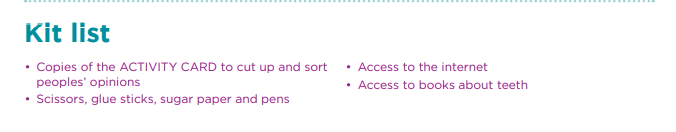 Kit list
• Copies of the ACTIVITY CARD to cut up and sort
peoples’ opinions
• Scissors, glue sticks, sugar paper and pens
• Access to the internet
• Access to books about teeth